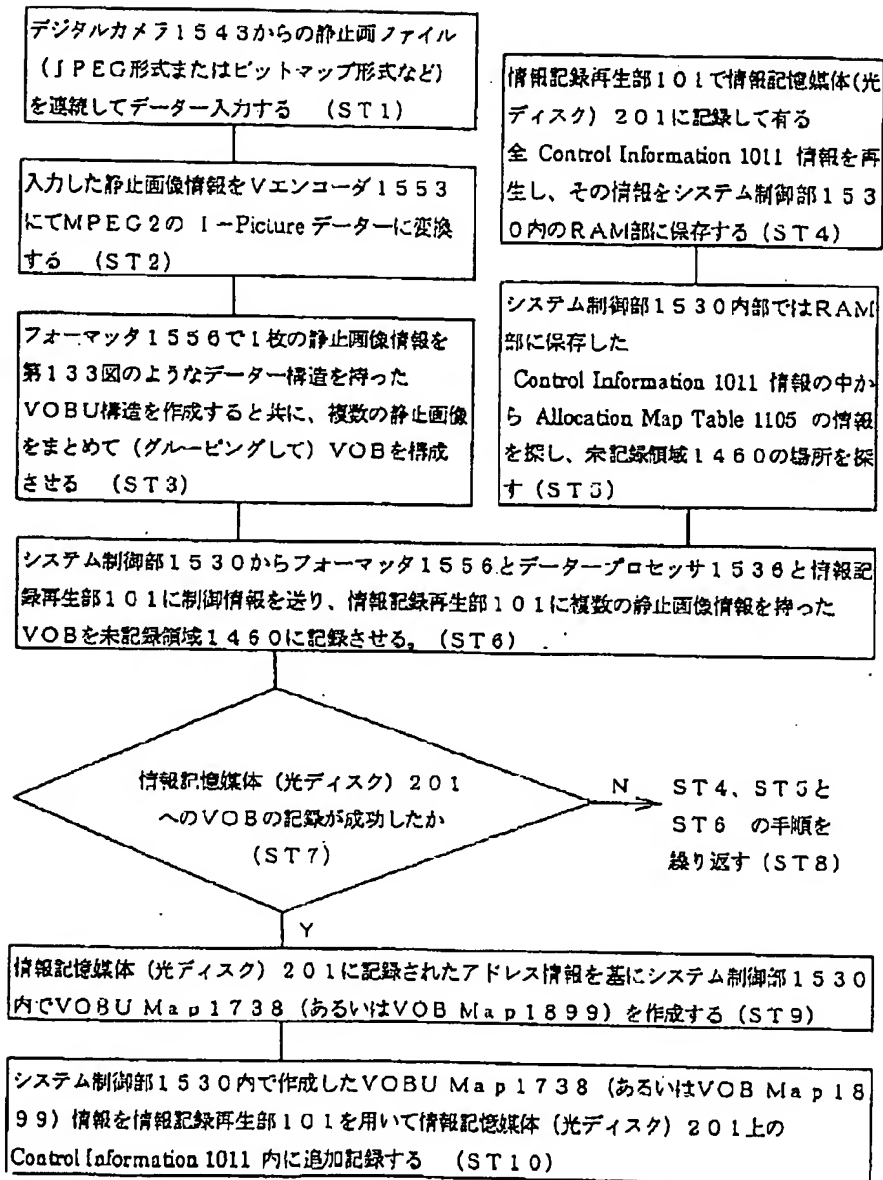 デジタルカメラ1543からの静止画ファイル
(JPEG形式またはビットマップ形式など)
を連続してデーター入力する (ST1)
入力した静止画像情報をVエンコーダ1553
にてMPEG2の I-Picture データーに変換
する (ST2)
フォーマッタ1556で1枚の静止画像情報を
第133図のようなデーター構造を持った
VOBU構造を作成すると共に、複数の静止画像
をまとめて(グルーピングして)VOBを構成
させる (ST3)
情報記録再生部101で情報記憶媒体(光
ディスク)201に記録して有る
全 Control Information 1011 情報を再
生し、その情報をシステム制御部153
0内のRAM部に保存する(ST4)
システム制御部1530内部ではRAM
部に保存した
Control Information 1011 情報の中か
ら Allocation Map Table 1105 の情報
を探し、未記録領域1460の場所を探
す(ST5)
システム制御部1530からフォーマッタ1556とデータープロセッサ1536と情報記
録再生部101に制御情報を送り、情報記録再生部101に複数の静止画像情報を持った
VOBを未記録領域1460に記録させる。(ST6)
情報記憶媒体(光ディスク)201
へのVOBの記録が成功したか
(ST7)
N
ST4、ST5と
ST6 の手順を
繰り返す(ST8)
Y
情報記憶媒体(光ディスク)201に記録されたアドレス情報を基にシステム制御部1530
内でVOBU Map1738(あるいはVOB Map1899)を作成する(ST9)
システム制御部1530内で作成したVOBU Map1738(あるいはVOB Map18
99)情報を情報記録再生部101を用いて情報記憶媒体(光ディスク)201上の
Control Information 1011 内に追加記録する (ST10)